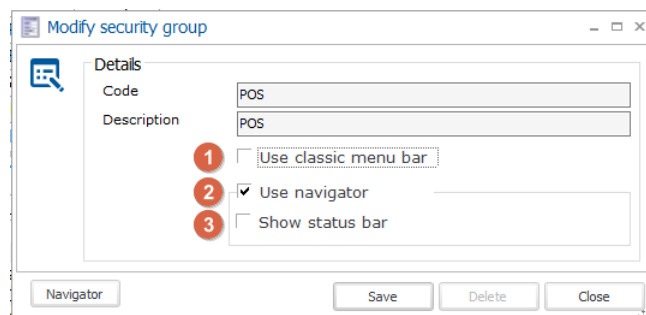 Modify security group
Details
Code
POS
Description
POS
1 Use classic menu bar
2 Use navigator
3 Show status bar
Navigator Save Delete Close